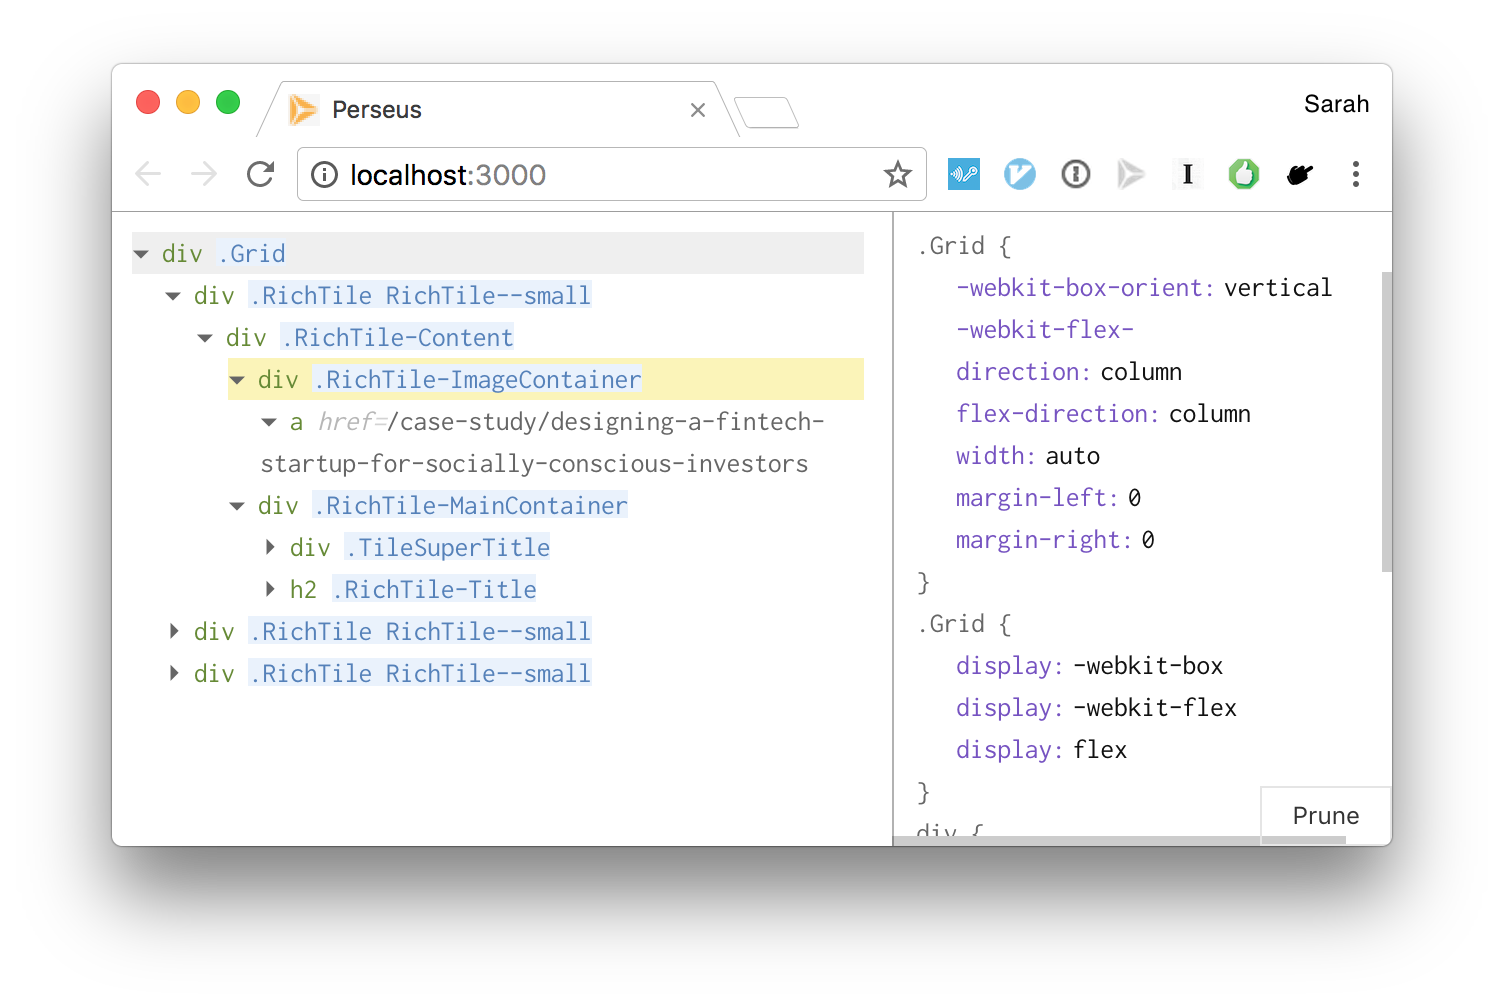 Perseus
Sarah
localhost:3000
div .Grid
div .RichTile RichTile--small
div .RichTile-Content
div .RichTile-ImageContainer
a href=/case-study/designing-a-fintech-
startup-for-socially-conscious-investors
div .RichTile-MainContainer
div .TileSuperTitle
h2 .RichTile-Title
div .RichTile RichTile--small
div .RichTile RichTile--small
.Grid {
-webkit-box-orient: vertical
-webkit-flex-
direction: column
flex-direction: column
width: auto
margin-left: 0
margin-right: 0
}
.Grid {
display: -webkit-box
display: -webkit-flex
display: flex
}
div {
Prune